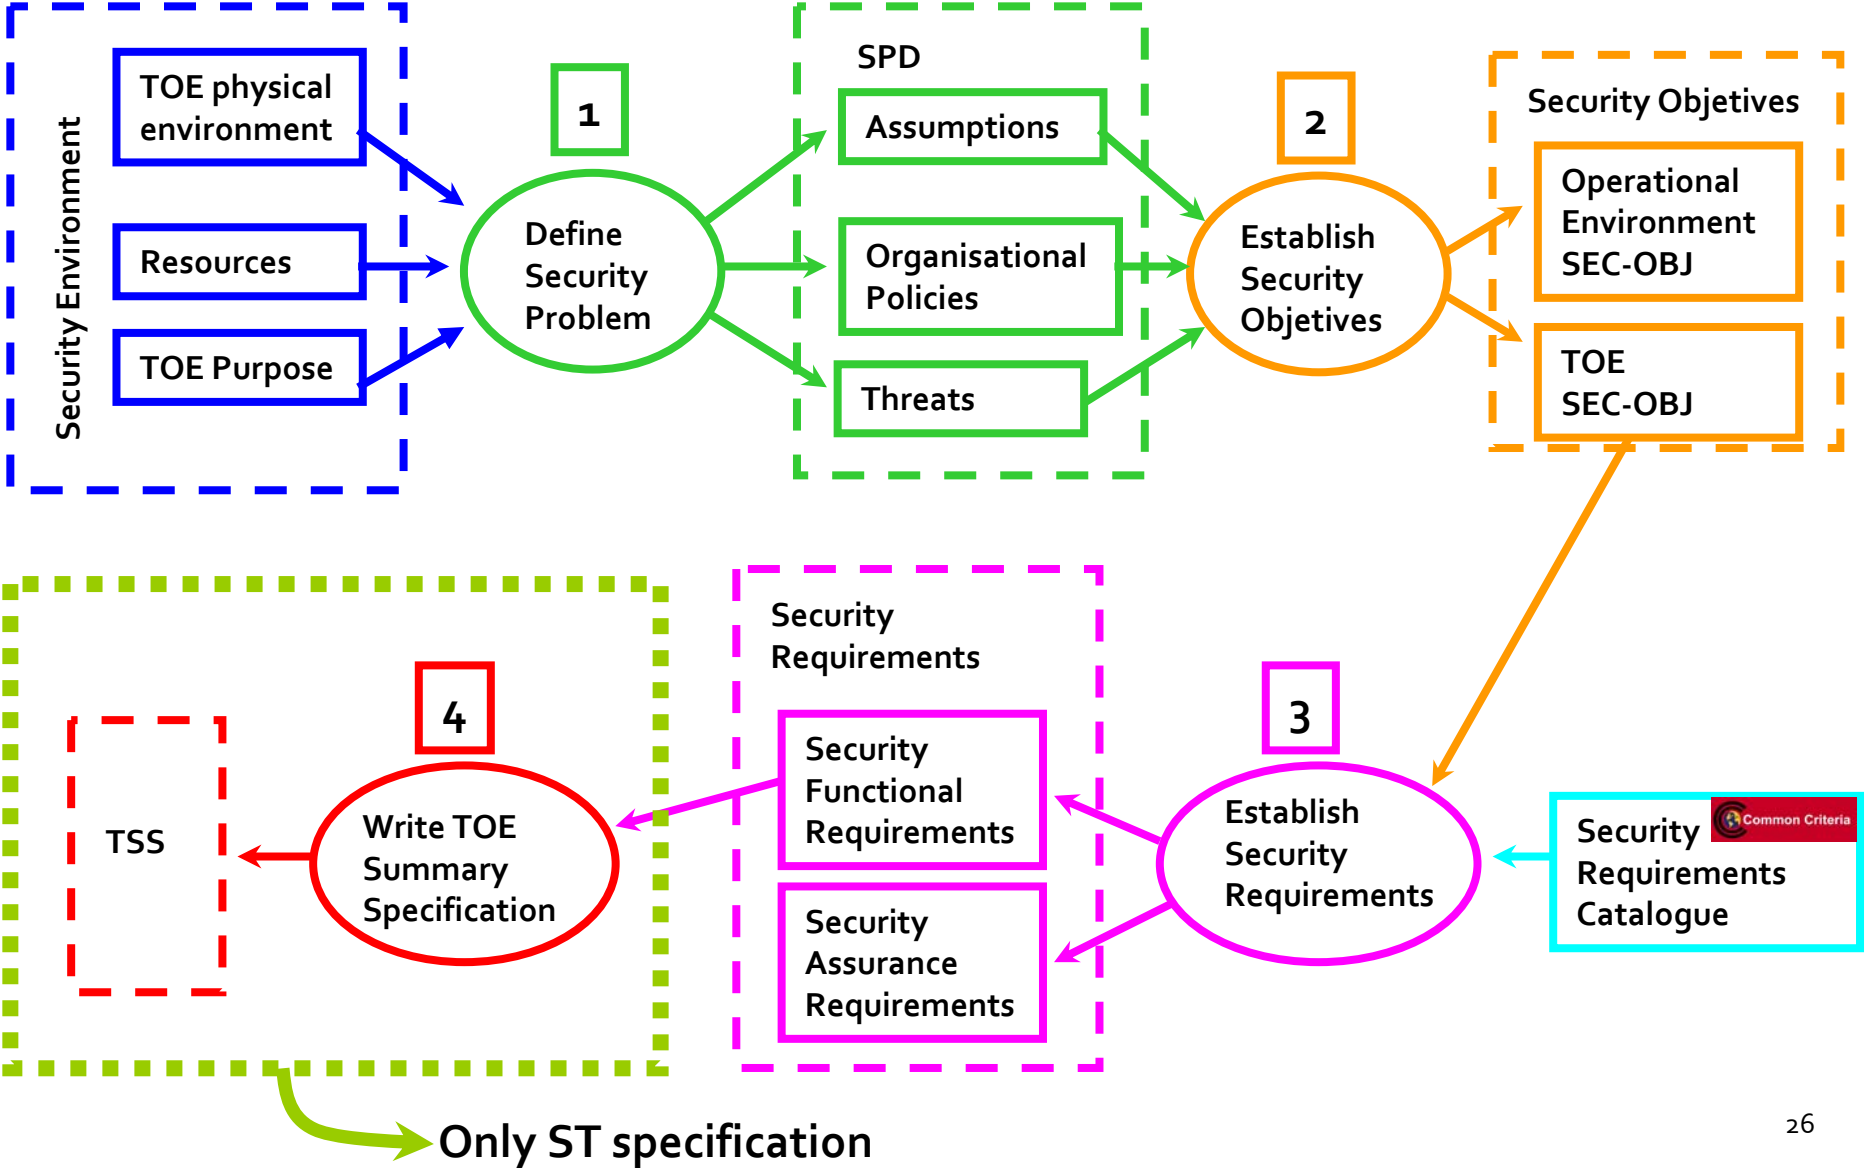 Security Environment
TOE physical
environment
Resources
TOE Purpose
1
Define
Security
Problem
SPD
Assumptions
Organisational
Policies
Threats
2
Establish
Security
Objetives
Security Objetives
Operational
Environment
SEC-OBJ
TOE
SEC-OBJ
3
Establish
Security
Requirements
Security
Requirements
Catalogue
Common Criteria
Security
Requirements
Security
Functional
Requirements
Security
Assurance
Requirements
4
Write TOE
Summary
Specification
TSS
Only ST specification
26